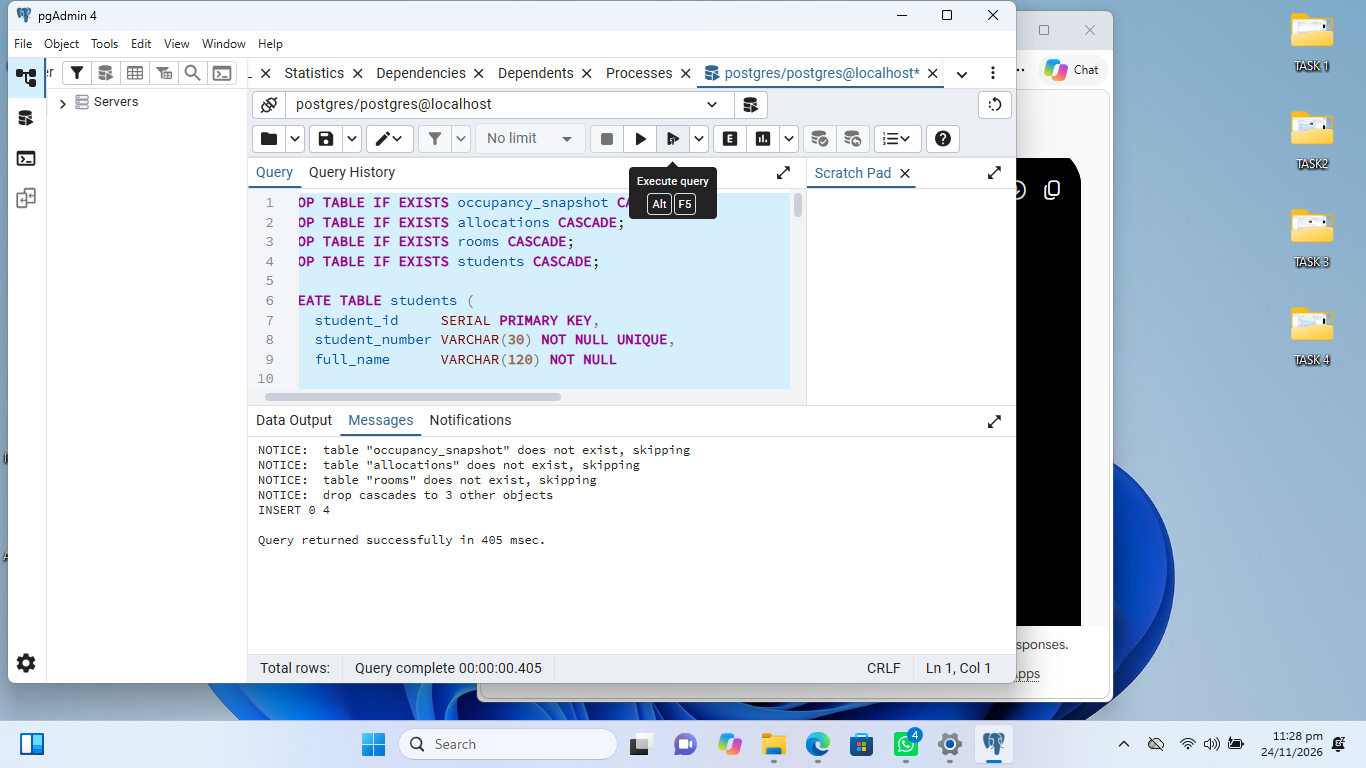 pgAdmin 4
File Object Tools Edit View Window Help
er
Statistics Dependencies Dependents Processes postgres/postgres@localhost*
Servers
postgres/postgres@localhost
No limit
Execute query
Alt F5
Query Query History
Scratch Pad
1 OP TABLE IF EXISTS occupancy_snapshot CA
2 OP TABLE IF EXISTS allocations CASCADE;
3 OP TABLE IF EXISTS rooms CASCADE;
4 OP TABLE IF EXISTS students CASCADE;
5
6 EATE TABLE students (
7 student_id SERIAL PRIMARY KEY,
8 student_number VARCHAR(30) NOT NULL UNIQUE,
9 full_name VARCHAR(120) NOT NULL
10
Data Output Messages Notifications
NOTICE: table "occupancy_snapshot" does not exist, skipping
NOTICE: table "allocations" does not exist, skipping
NOTICE: table "rooms" does not exist, skipping
NOTICE: drop cascades to 3 other objects
INSERT 0 4
Query returned successfully in 405 msec.
Total rows: Query complete 00:00:00.405 CRLF Ln 1, Col 1
Chat
sponses.
Apps
TASK 1
TASK2
TASK 3
TASK 4
Search
4
11:28 pm
24/11/2026